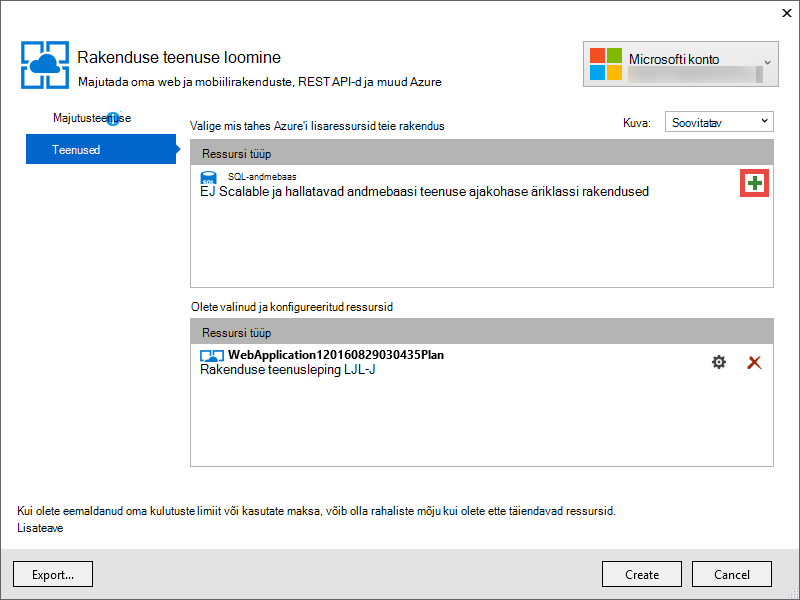 Rakenduse teenuse loomine
Majutada oma web ja mobiilirakenduste, REST API-d ja muud Azure
Microsofti konto
Majutusteenuse
Teenused
Valige mis tahes Azure'i lisaressursid teie rakendus
Kuva:
Soovitatav
Ressursi tüüp
SQL
SQL-andmebaas
EJ Scalable ja hallatavad andmebaasi teenuse ajakohase äriklassi rakendused
Olete valinud ja konfigureeritud ressursid
Ressursi tüüp
WebApplication120160829030435Plan
Rakenduse teenusleping LJL-J
Kui olete eemaldanud oma kulutuste limiit või kasutate maksa, võib olla rahaliste mõju kui olete ette täiendavad ressursid.
Lisateave
Export...
Create
Cancel